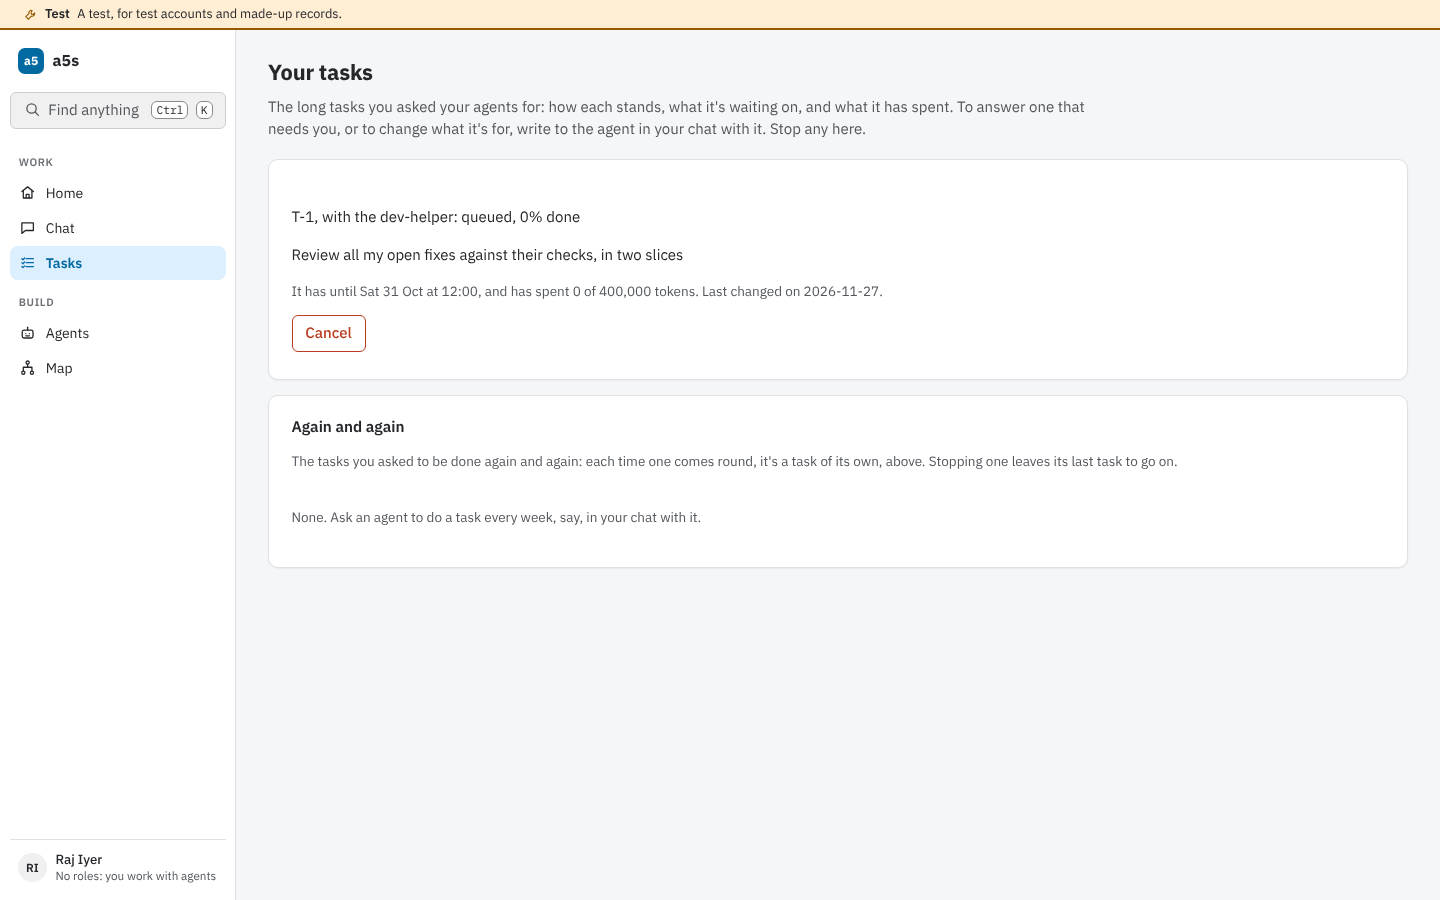 Test A test, for test accounts and made-up records.
a5 a5s
Find anything Ctrl K
WORK
Home
Chat
Tasks
BUILD
Agents
Map
RI Raj Iyer
No roles: you work with agents
Your tasks
The long tasks you asked your agents for: how each stands, what it's waiting on, and what it has spent. To answer one that
needs you, or to change what it's for, write to the agent in your chat with it. Stop any here.
T-1, with the dev-helper: queued, 0% done
Review all my open fixes against their checks, in two slices
It has until Sat 31 Oct at 12:00, and has spent 0 of 400,000 tokens. Last changed on 2026-11-27.
Cancel
Again and again
The tasks you asked to be done again and again: each time one comes round, it's a task of its own, above. Stopping one leaves its last task to go on.
None. Ask an agent to do a task every week, say, in your chat with it.